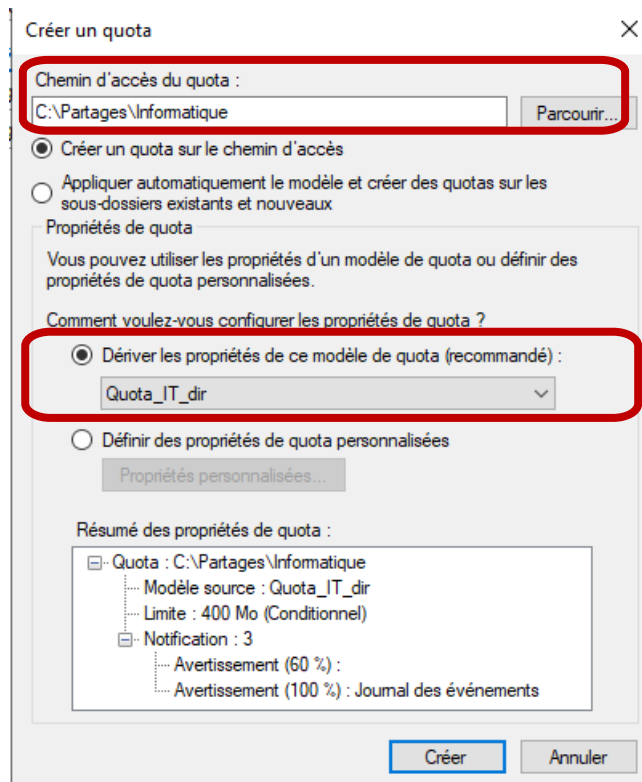 Créer un quota
Chemin d'accès du quota :
C:\Partages\Informatique
Parcourir...
Créer un quota sur le chemin d'accès
Appliquer automatiquement le modèle et créer des quotas sur les
sous-dossiers existants et nouveaux
Propriétés de quota
Vous pouvez utiliser les propriétés d'un modèle de quota ou définir des
propriétés de quota personnalisées.
Comment voulez-vous configurer les propriétés de quota ?
Dériver les propriétés de ce modèle de quota (recommandé) :
Quota_IT_dir
Définir des propriétés de quota personnalisées
Propriétés personnalisées...
Résumé des propriétés de quota :
Quota : C:\Partages\Informatique
Modèle source : Quota_IT_dir
Limite : 400 Mo (Conditionnel)
Notification : 3
Avertissement (60 %) :
Avertissement (100 %) : Journal des événements
Créer
Annuler